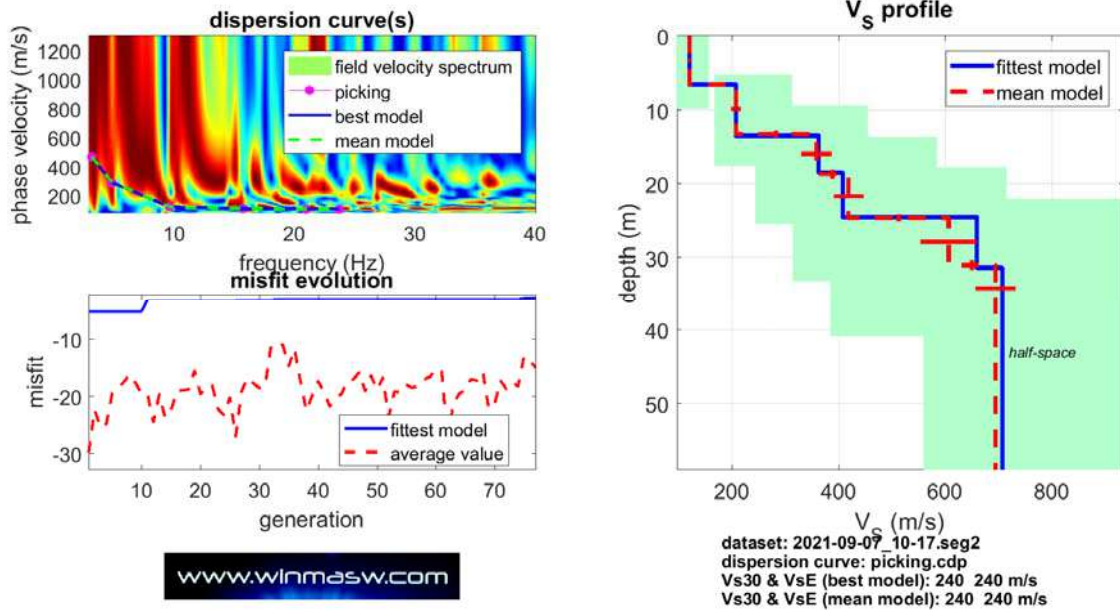 dispersion curve(s)
phase velocity (m/s)
1200
1000
800
600
400
200
field velocity spectrum
picking
best model
mean model
10
20
30
40
frequency (Hz)
misfit evolution
misfit
-10
-20
-30
fittest model
average value
10
20
30
40
50
60
70
generation
www.winmasw.com
VS profile
depth (m)
0
10
20
30
40
50
fittest model
mean model
half-space
200
400
600
800
VS (m/s)
dataset: 2021-09-07_10-17.seg2
dispersion curve: picking.cdp
Vs30 & VsE (best model): 240 240 m/s
Vs30 & VsE (mean model): 240 240 m/s